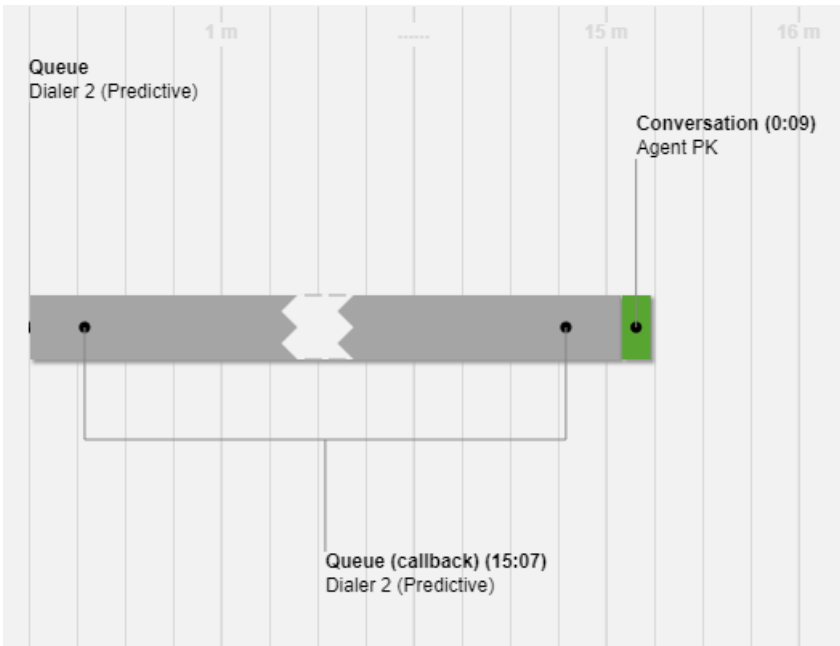 1 m
......
15 m
16 m
Queue
Dialer 2 (Predictive)
Conversation (0:09)
Agent PK
Queue (callback) (15:07)
Dialer 2 (Predictive)